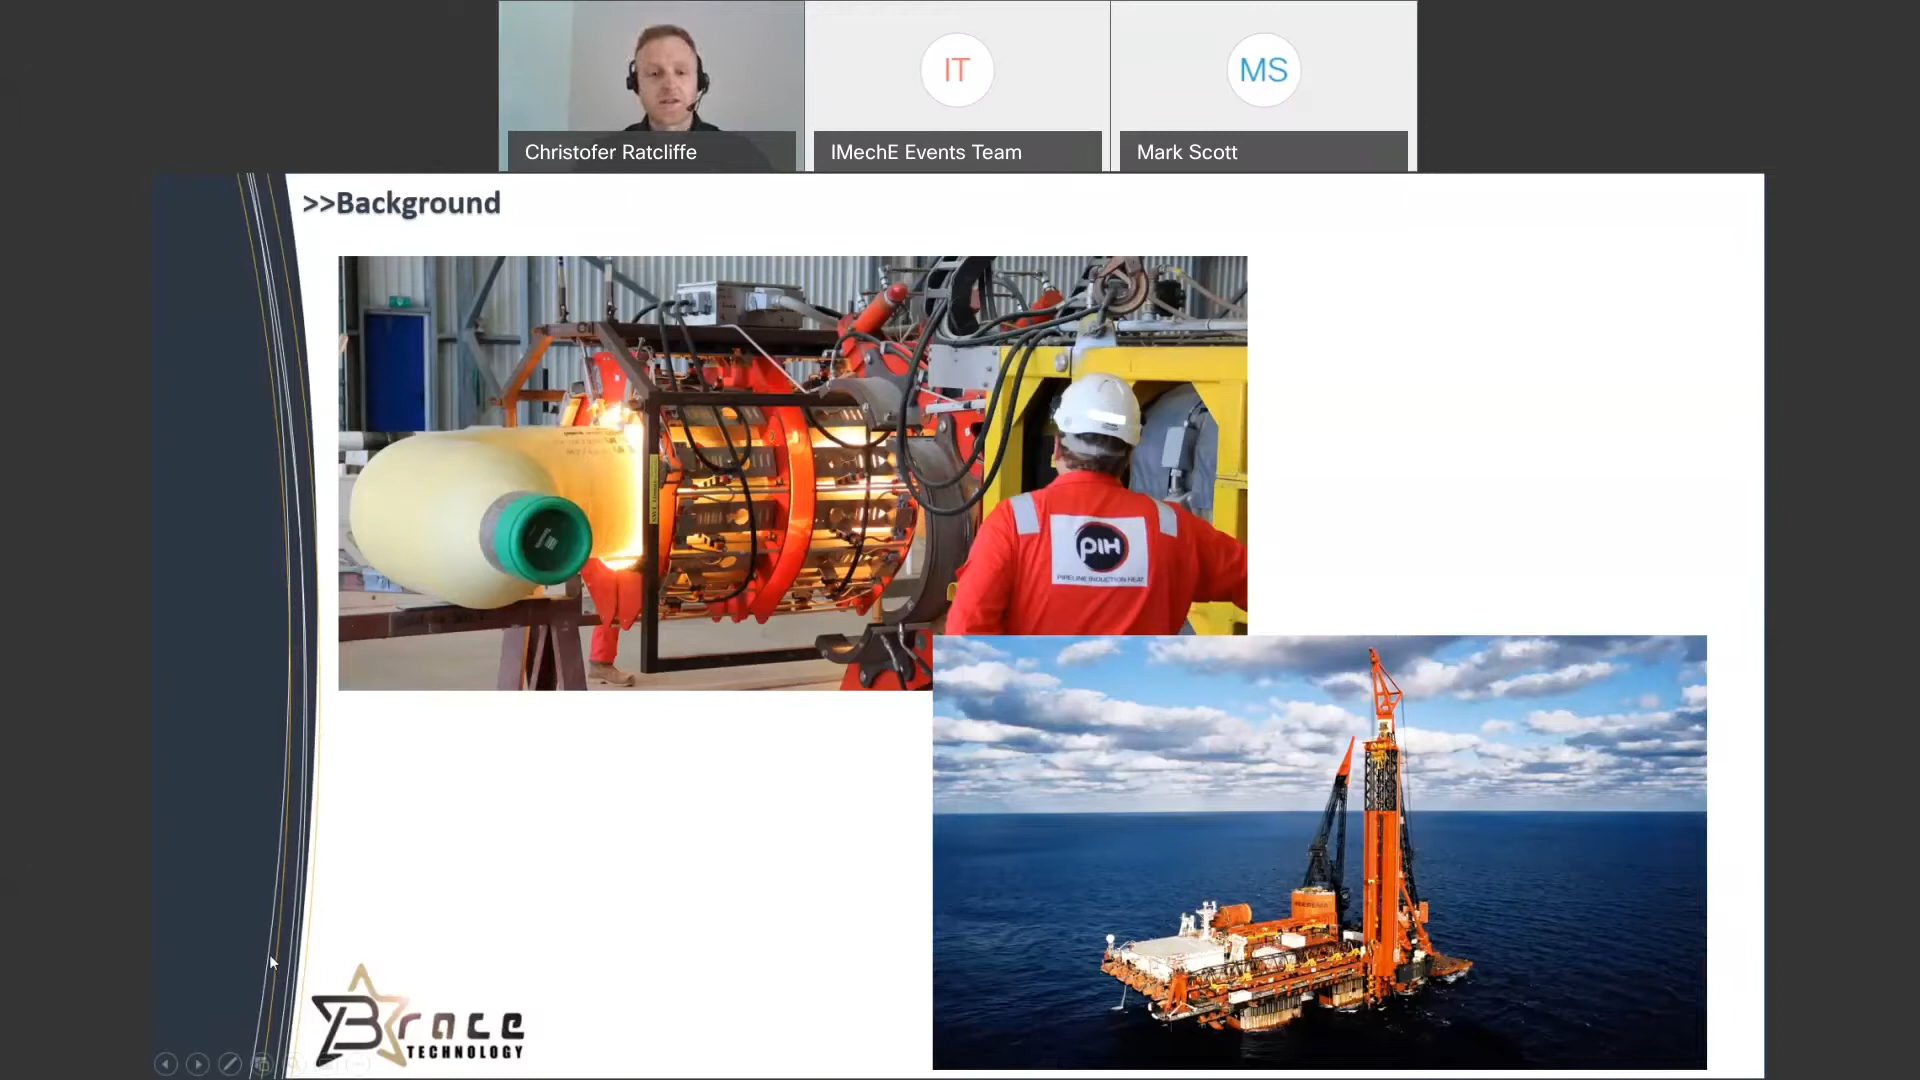 IT
MS
Christofer Ratcliffe
IMechE Events Team
Mark Scott
>>Background
PIH
PIPELINE INDUCTION HEAT
Brace
TECHNOLOGY